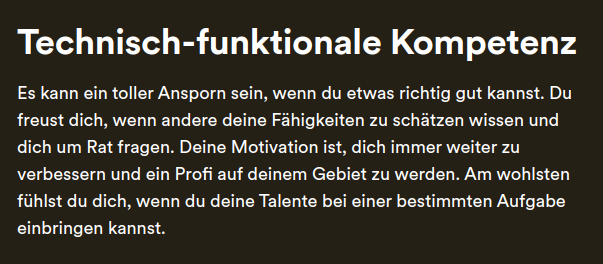 Technisch-funktionale Kompetenz
Es kann ein toller Ansporn sein, wenn du etwas richtig gut kannst. Du
freust dich, wenn andere deine Fähigkeiten zu schätzen wissen und
dich um Rat fragen. Deine Motivation ist, dich immer weiter zu
verbessern und ein Profi auf deinem Gebiet zu werden. Am wohlsten
fühlst du dich, wenn du deine Talente bei einer bestimmten Aufgabe
einbringen kannst.